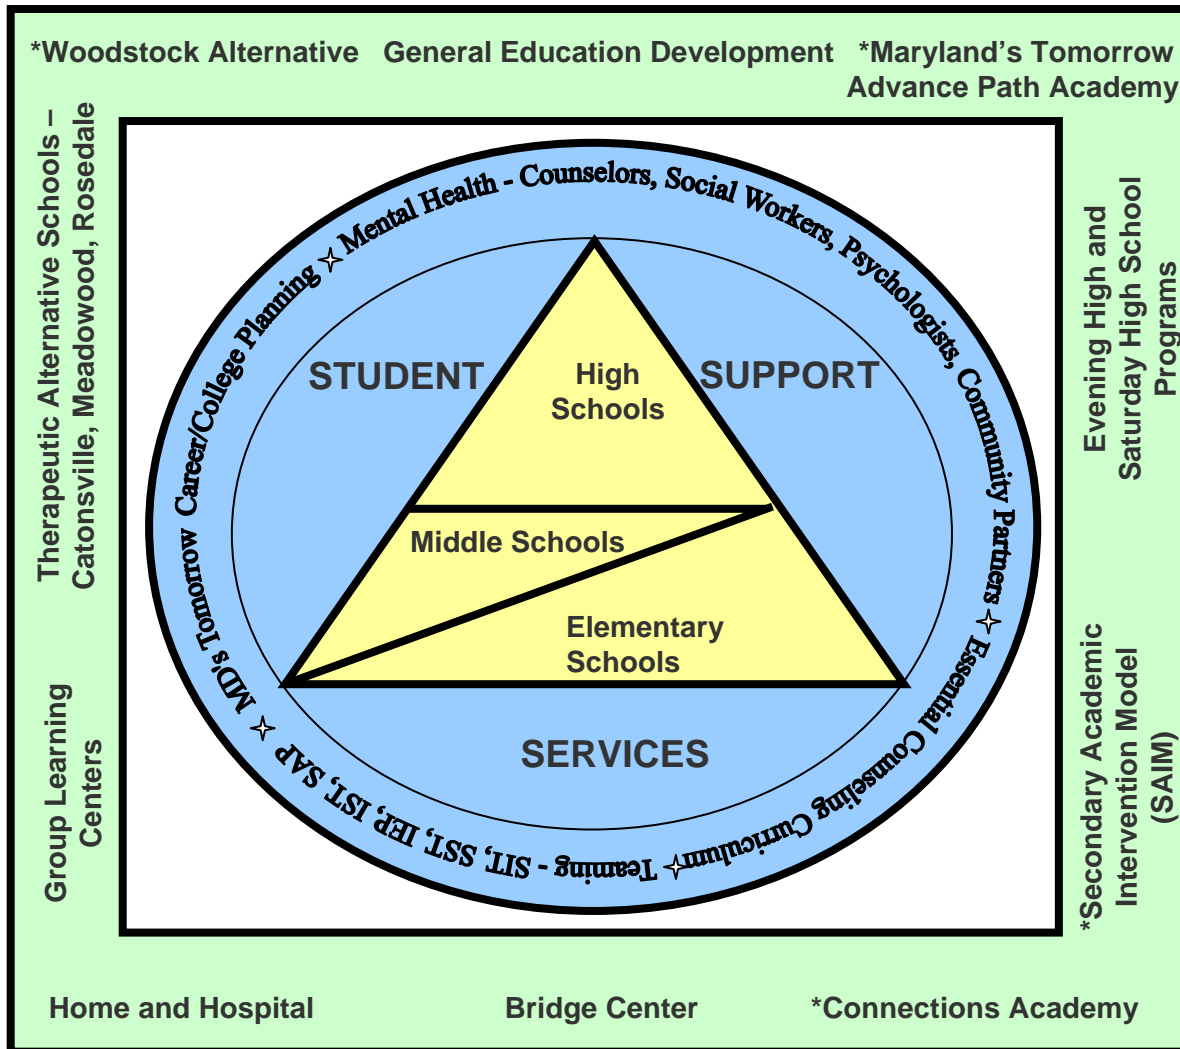 *Woodstock Alternative General Education Development *Maryland's Tomorrow
Advance Path Academy
Therapeutic Alternative Schools –
Catonsville, Meadowood, Rosedale
Group Learning
Centers
Evening High and
Saturday High School
Programs
*Secondary Academic
Intervention Model
(SAIM)
MD's Tomorrow Career/College Planning ✧ Mental Health - Counselors, Social Workers, Psychologists, Community Partners ✧ Essential Counseling Curriculum ✧ Teaming - SIT, SST, IEP, IST, SAP ✧
STUDENT
SUPPORT
SERVICES
High
Schools
Middle Schools
Elementary
Schools
Home and Hospital
Bridge Center
*Connections Academy